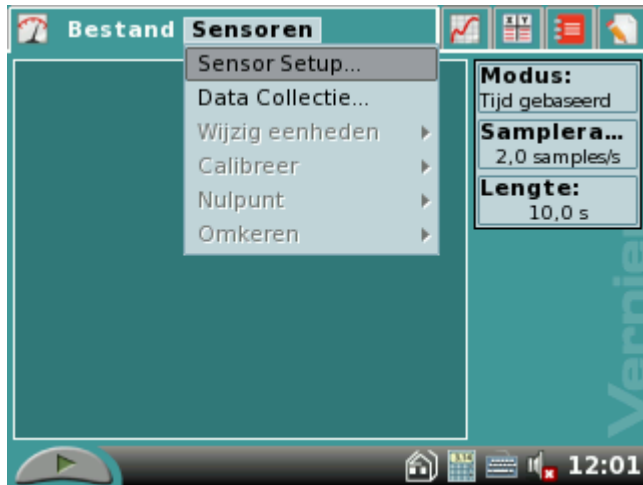 Bestand Sensoren
Sensor Setup...
Data Collectie...
Wijzig eenheden
Calibreer
Nulpunt
Omkeren
Modus:
Tijd gebaseerd
Samplera...
2,0 samples/s
Lengte:
10,0 s
Vernier
12:01